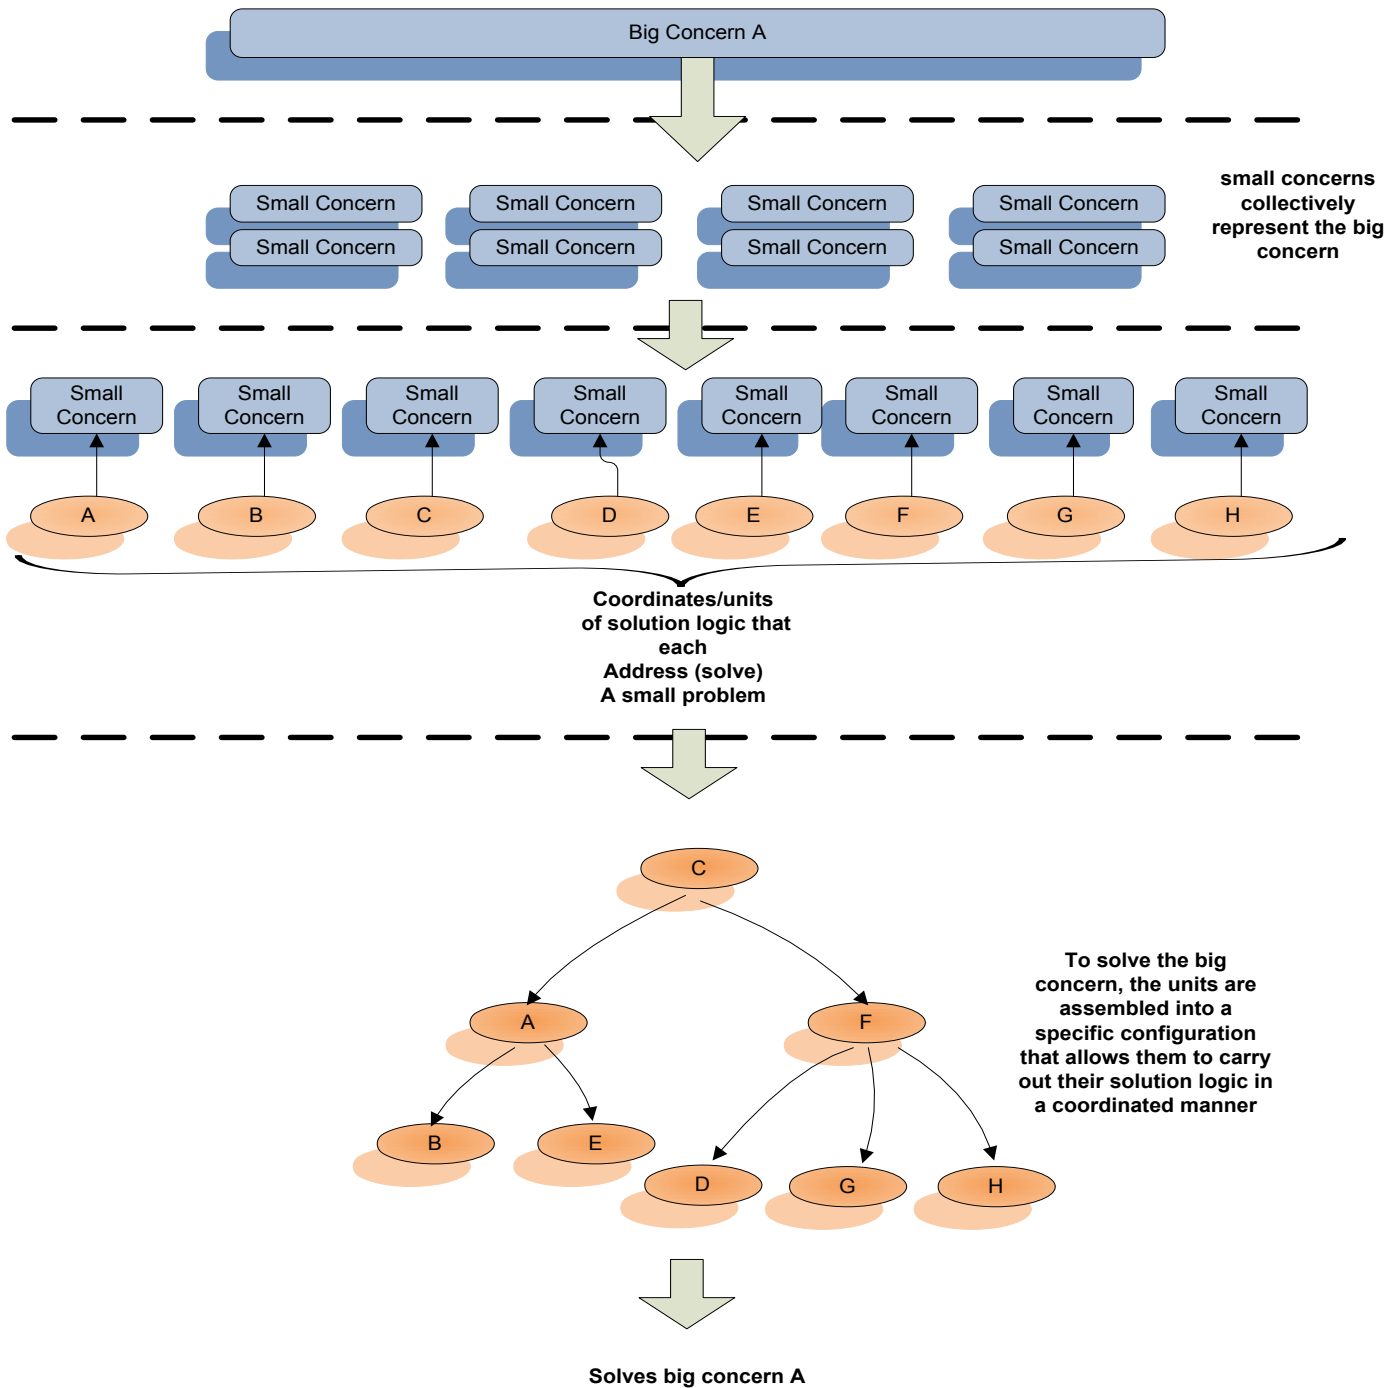 Big Concern A
Small Concern
Small Concern
Small Concern
Small Concern
Small Concern
Small Concern
Small Concern
Small Concern
small concerns
collectively
represent the big
concern
Small
Concern
Small
Concern
Small
Concern
Small
Concern
Small
Concern
Small
Concern
Small
Concern
Small
Concern
A
B
C
D
E
F
G
H
Coordinates/units
of solution logic that
each
Address (solve)
A small problem
C
A
F
B
E
D
G
H
To solve the big
concern, the units are
assembled into a
specific configuration
that allows them to carry
out their solution logic in
a coordinated manner
Solves big concern A